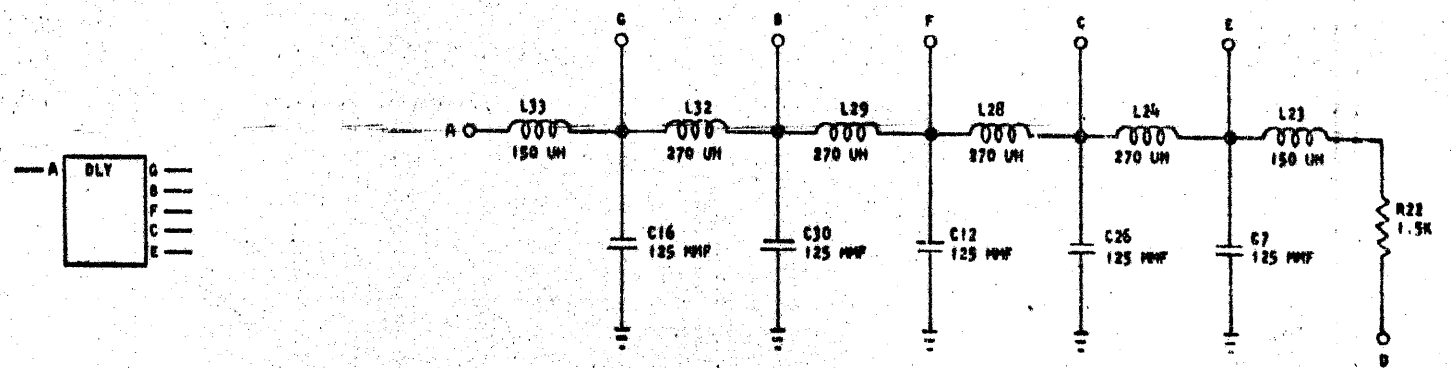 G B F C E
L33 L32 L29 L28 L24 L23
A
150 UH 270 UH 270 UH 270 UH 270 UH 150 UH
A DLY G
B
F
C
E
R22
1.5K
C16 C30 C12 C26 C7
125 MMF 125 MMF 125 MMF 125 MMF 125 MMF
D